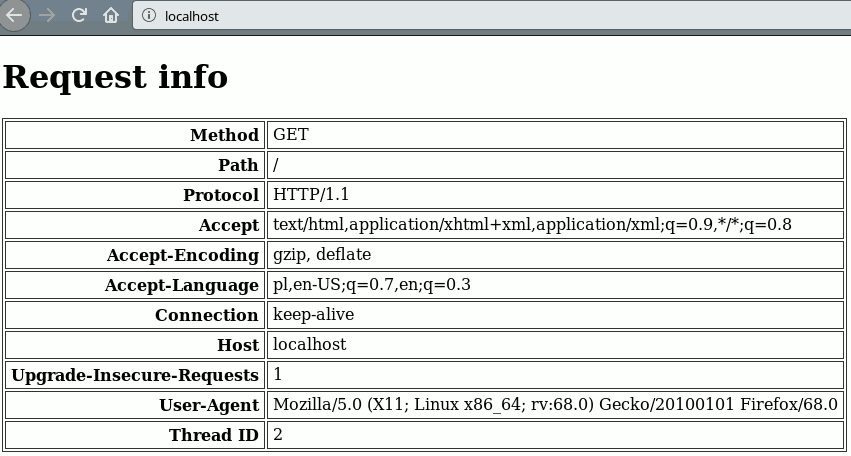 localhost
Request info
Method GET
Path /
Protocol HTTP/1.1
Accept text/html,application/xhtml+xml,application/xml;q=0.9,*/*;q=0.8
Accept-Encoding gzip, deflate
Accept-Language pl,en-US;q=0.7,en;q=0.3
Connection keep-alive
Host localhost
Upgrade-Insecure-Requests 1
User-Agent Mozilla/5.0 (X11; Linux x86_64; rv:68.0) Gecko/20100101 Firefox/68.0
Thread ID 2